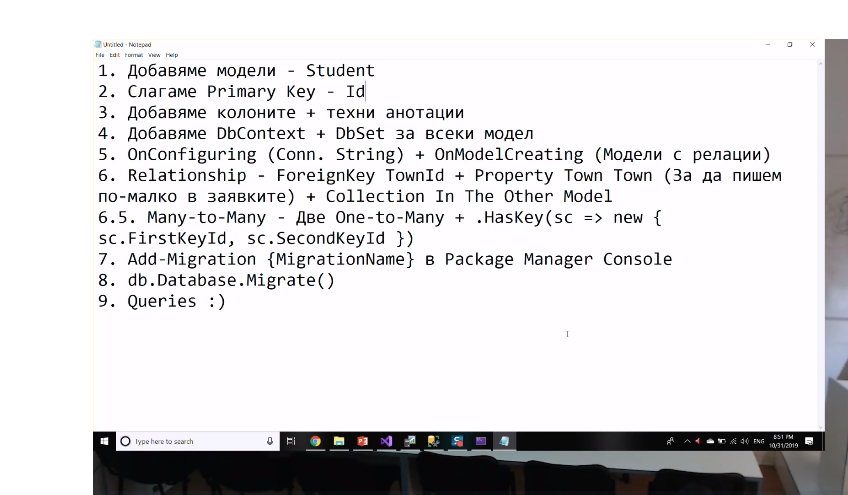 Untitled - Notepad
File Edit Format View Help
1. Добавяме модели - Student
2. Слагаме Primary Key - Id
3. Добавяме колоните + техни анотации
4. Добавяме DbContext + DbSet за всеки модел
5. OnConfiguring (Conn. String) + OnModelCreating (Модели с релации)
6. Relationship - ForeignKey TownId + Property Town Town (За да пишем
по-малко в заявките) + Collection In The Other Model
6.5. Many-to-Many - Две One-to-Many + .HasKey(sc => new {
sc.FirstKeyId, sc.SecondKeyId })
7. Add-Migration {MigrationName} в Package Manager Console
8. db.Database.Migrate()
9. Queries :)
Type here to search
ENG
8:51 PM
10/31/2019